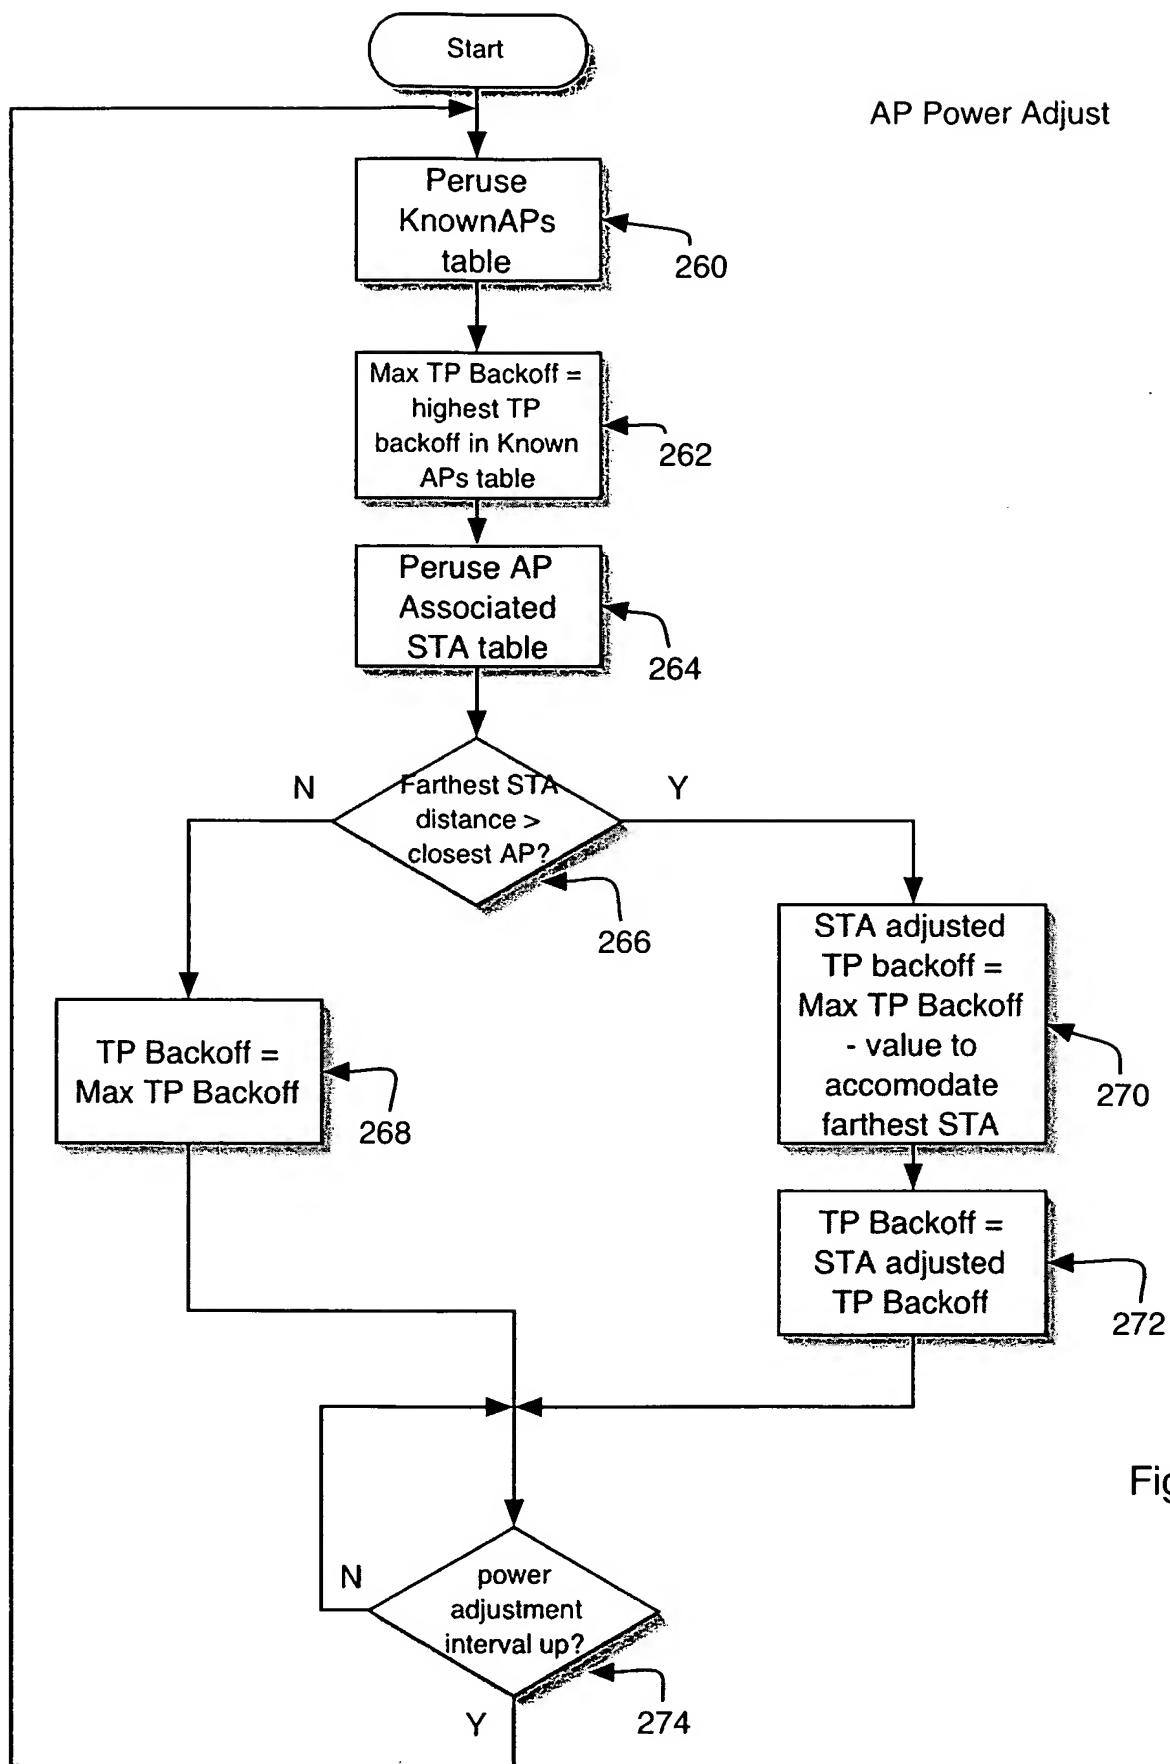 Start
AP Power Adjust
Peruse
KnownAPs
table
260
Max TP Backoff =
highest TP
backoff in Known
APs table
262
Peruse AP
Associated
STA table
264
N
Farthest STA
distance >
closest AP?
Y
266
STA adjusted
TP backoff =
Max TP Backoff
- value to
accomodate
farthest STA
270
TP Backoff =
Max TP Backoff
268
TP Backoff =
STA adjusted
TP Backoff
272
Fig
N
power
adjustment
interval up?
Y
274